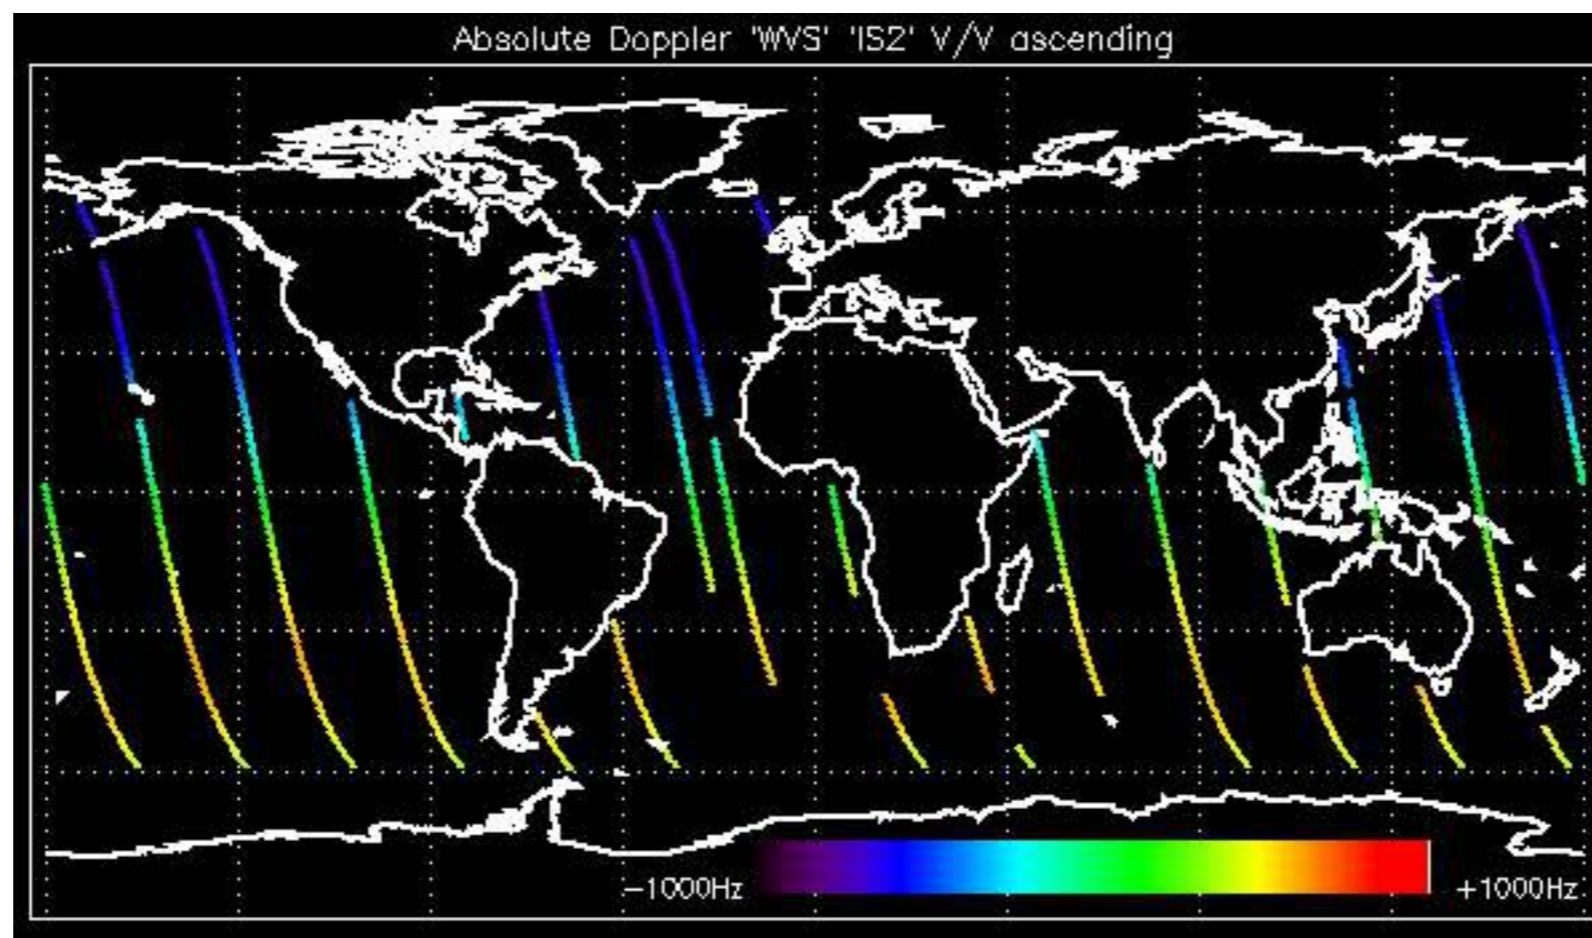 Absolute Doppler 'WVS' 'IS2' V/V ascending
−1000Hz +1000Hz